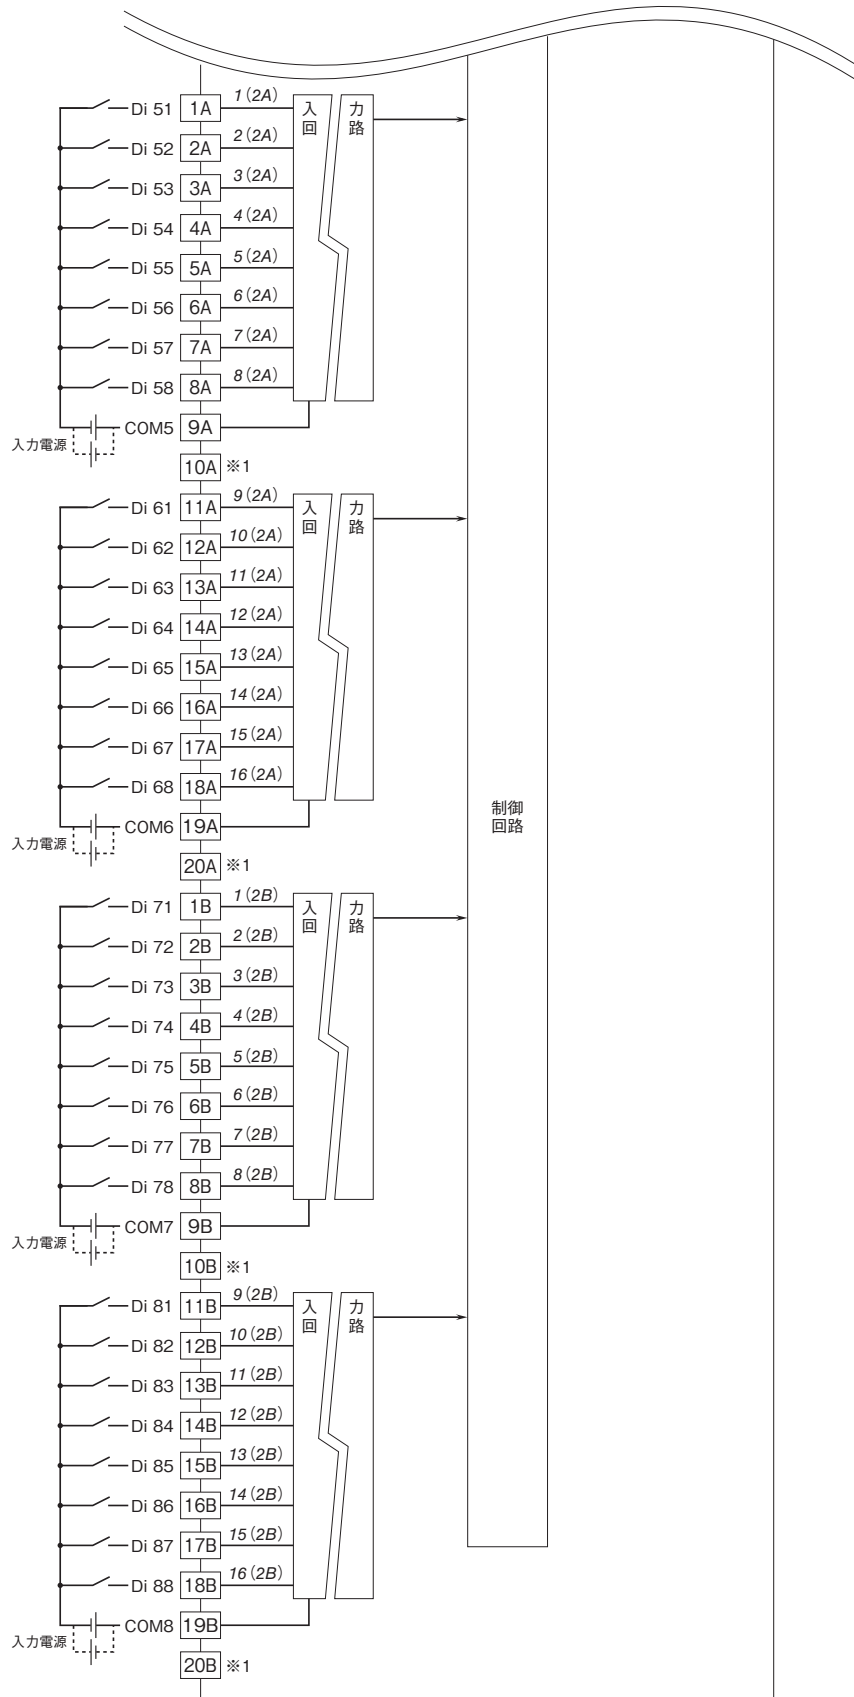 Di 51 1A 1(2A)
Di 52 2A 2(2A)
Di 53 3A 3(2A)
Di 54 4A 4(2A)
Di 55 5A 5(2A)
Di 56 6A 6(2A)
Di 57 7A 7(2A)
Di 58 8A 8(2A)
入力
回路
COM5 9A
入力電源
10A ※1
Di 61 11A 9(2A)
Di 62 12A 10(2A)
Di 63 13A 11(2A)
Di 64 14A 12(2A)
Di 65 15A 13(2A)
Di 66 16A 14(2A)
Di 67 17A 15(2A)
Di 68 18A 16(2A)
入力
回路
COM6 19A
入力電源
20A ※1
制御
回路
Di 71 1B 1(2B)
Di 72 2B 2(2B)
Di 73 3B 3(2B)
Di 74 4B 4(2B)
Di 75 5B 5(2B)
Di 76 6B 6(2B)
Di 77 7B 7(2B)
Di 78 8B 8(2B)
入力
回路
COM7 9B
入力電源
10B ※1
Di 81 11B 9(2B)
Di 82 12B 10(2B)
Di 83 13B 11(2B)
Di 84 14B 12(2B)
Di 85 15B 13(2B)
Di 86 16B 14(2B)
Di 87 17B 15(2B)
Di 88 18B 16(2B)
入力
回路
COM8 19B
入力電源
20B ※1